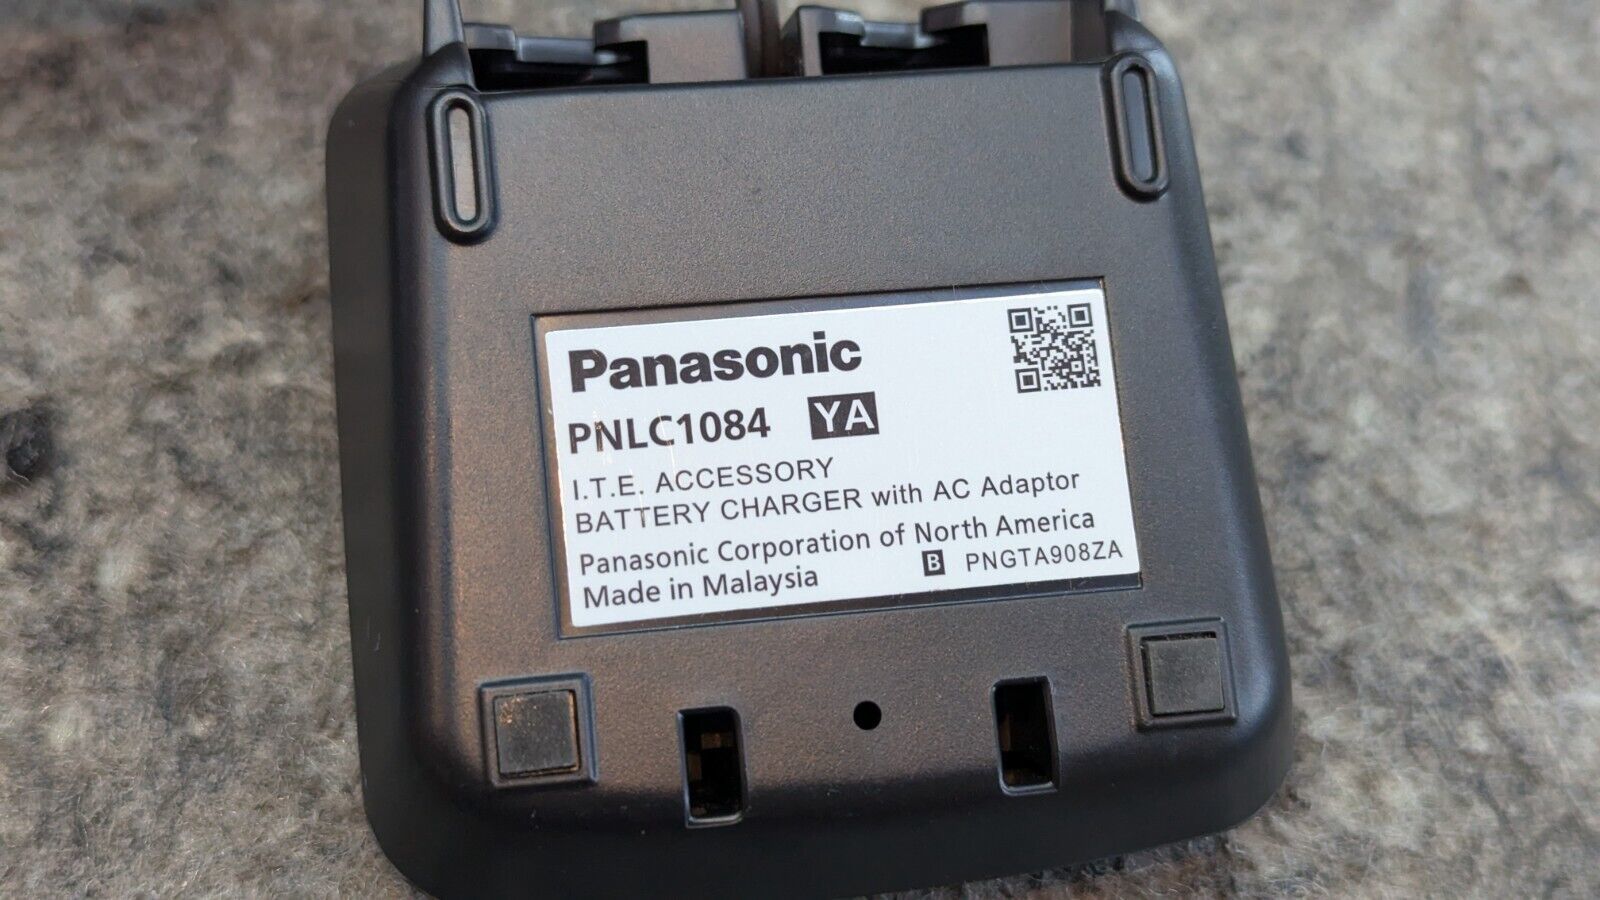 Panasonic
PNLC1084 YA
I.T.E. ACCESSORY
BATTERY CHARGER with AC Adaptor
Panasonic Corporation of North America
Made in Malaysia B PNGTA908ZA